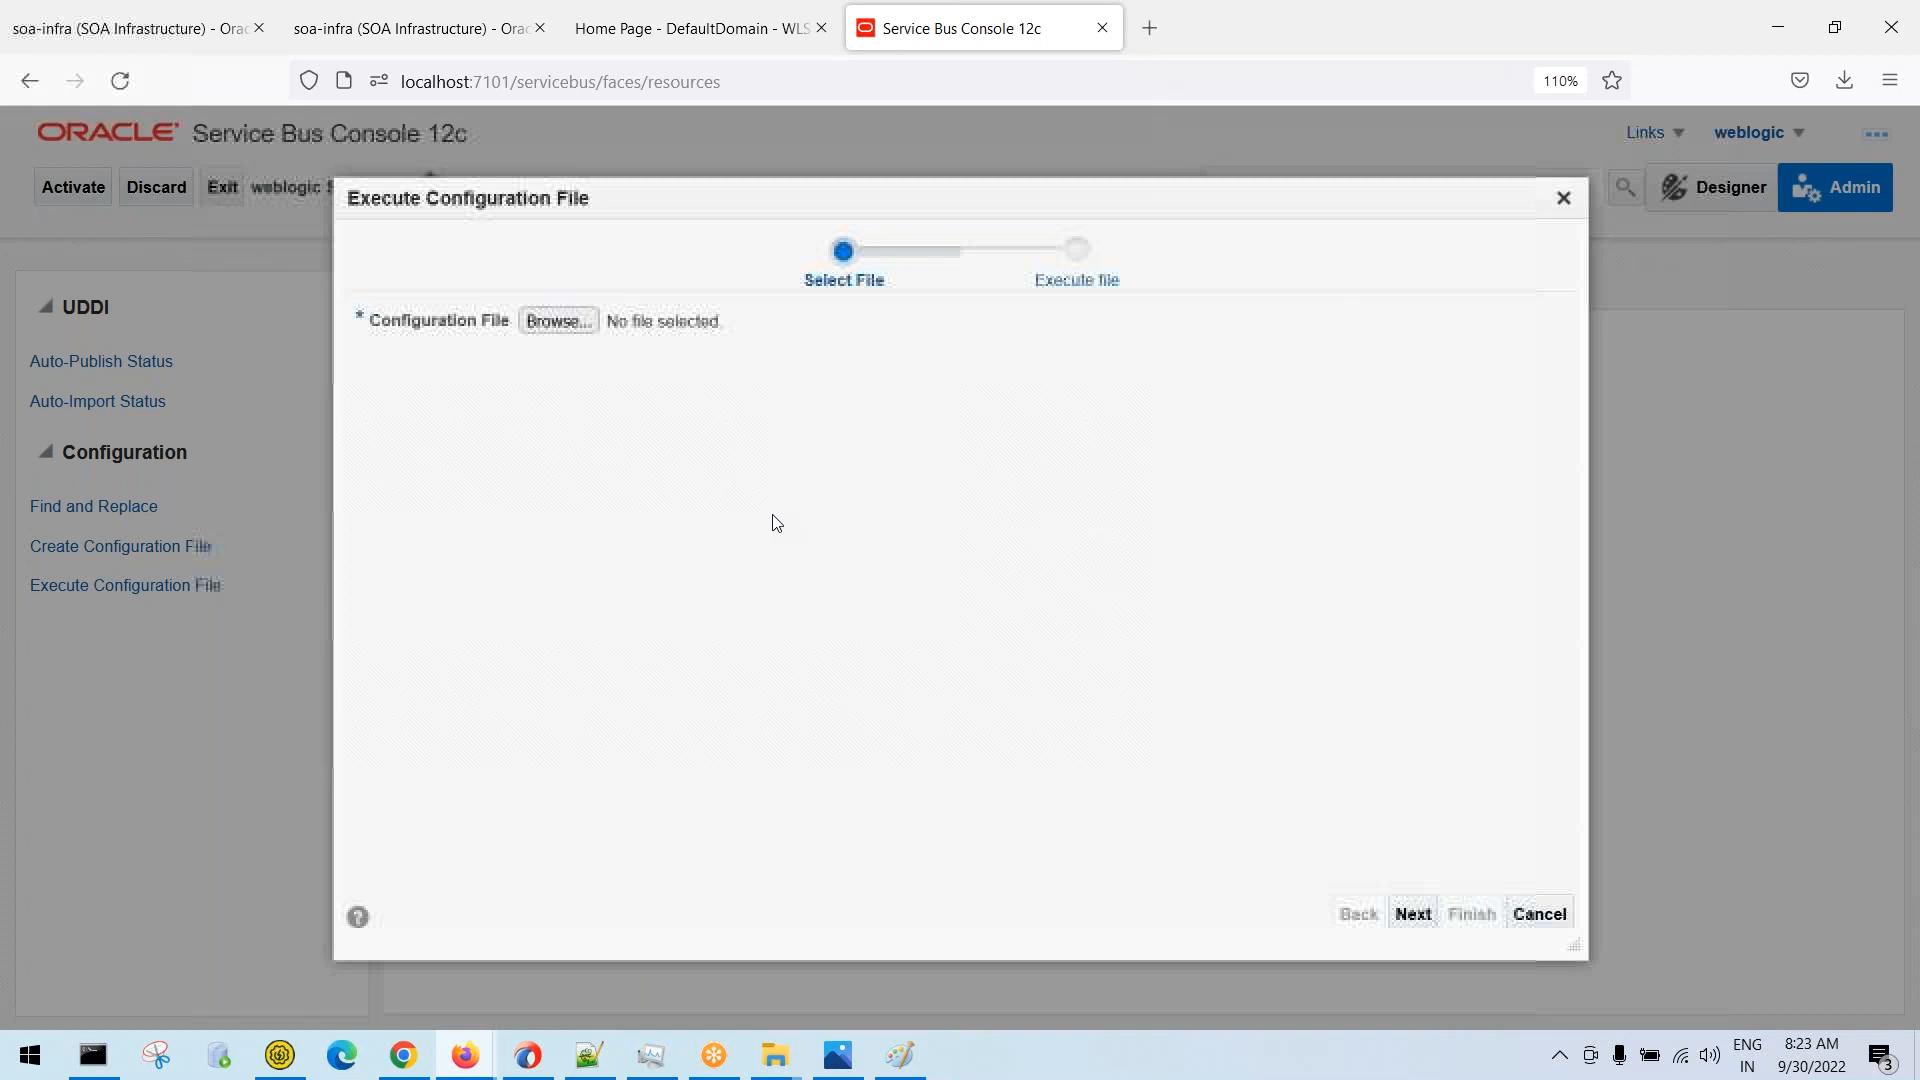 soa-infra (SOA Infrastructure) - Orac
soa-infra (SOA Infrastructure) - Orac
Home Page - DefaultDomain - WLS
Service Bus Console 12c
localhost:7101/servicebus/faces/resources
110%
ORACLE Service Bus Console 12c
Links
weblogic
Activate
Discard
Exit
weblogic
Designer
Admin
Execute Configuration File
Select File
Execute file
* Configuration File Browse... No file selected.
UDDI
Auto-Publish Status
Auto-Import Status
Configuration
Find and Replace
Create Configuration File
Execute Configuration File
?
Back
Next
Finish
Cancel
ENG
IN
8:23 AM
9/30/2022
3